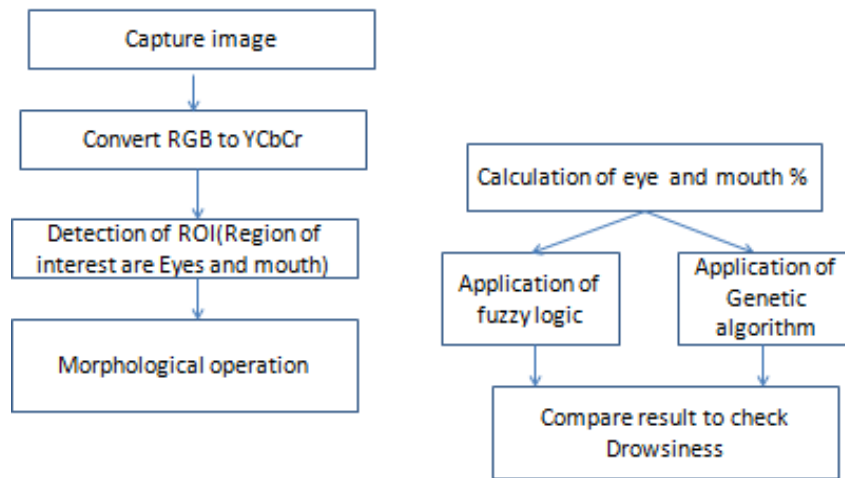 Capture image
Convert RGB to YCbCr
Detection of ROI(Region of
interest are Eyes and mouth)
Morphological operation
Calculation of eye and mouth %
Application of
fuzzy logic
Application of
Genetic
algorithm
Compare result to check
Drowsiness